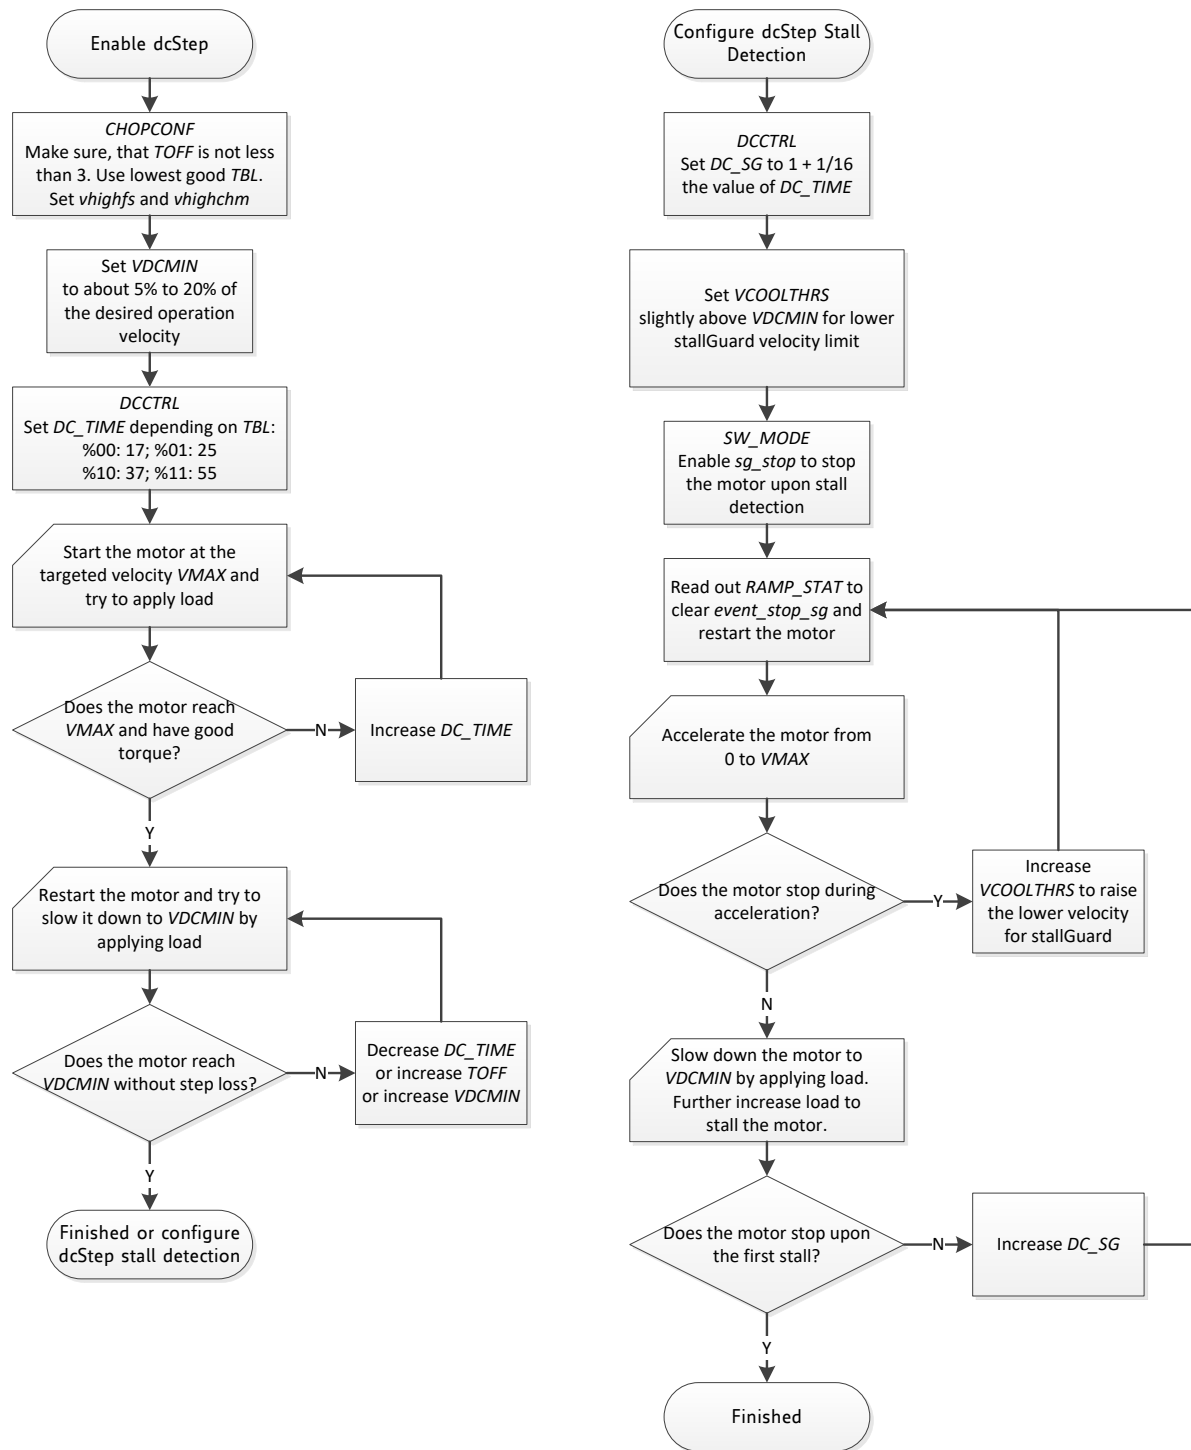 Enable dcStep
CHOPCONF
Make sure, that TOFF is not less
than 3. Use lowest good TBL.
Set vhighfs and vhighchm
Set VDCMIN
to about 5% to 20% of
the desired operation
velocity
DCCTRL
Set DC_TIME depending on TBL:
%00: 17; %01: 25
%10: 37; %11: 55
Start the motor at the
targeted velocity VMAX and
try to apply load
Does the motor reach
VMAX and have good
torque?
N
Increase DC_TIME
Y
Restart the motor and try to
slow it down to VDCMIN by
applying load
Does the motor reach
VDCMIN without step loss?
N
Decrease DC_TIME
or increase TOFF
or increase VDCMIN
Y
Finished or configure
dcStep stall detection
Configure dcStep Stall
Detection
DCCTRL
Set DC_SG to 1 + 1/16
the value of DC_TIME
Set VCOOLTHRS
slightly above VDCMIN for lower
stallGuard velocity limit
SW_MODE
Enable sg_stop to stop
the motor upon stall
detection
Read out RAMP_STAT to
clear event_stop_sg and
restart the motor
Accelerate the motor from
0 to VMAX
Does the motor stop during
acceleration?
Y
Increase
VCOOLTHRS to raise
the lower velocity
for stallGuard
N
Slow down the motor to
VDCMIN by applying load.
Further increase load to
stall the motor.
Does the motor stop upon
the first stall?
N
Increase DC_SG
Y
Finished